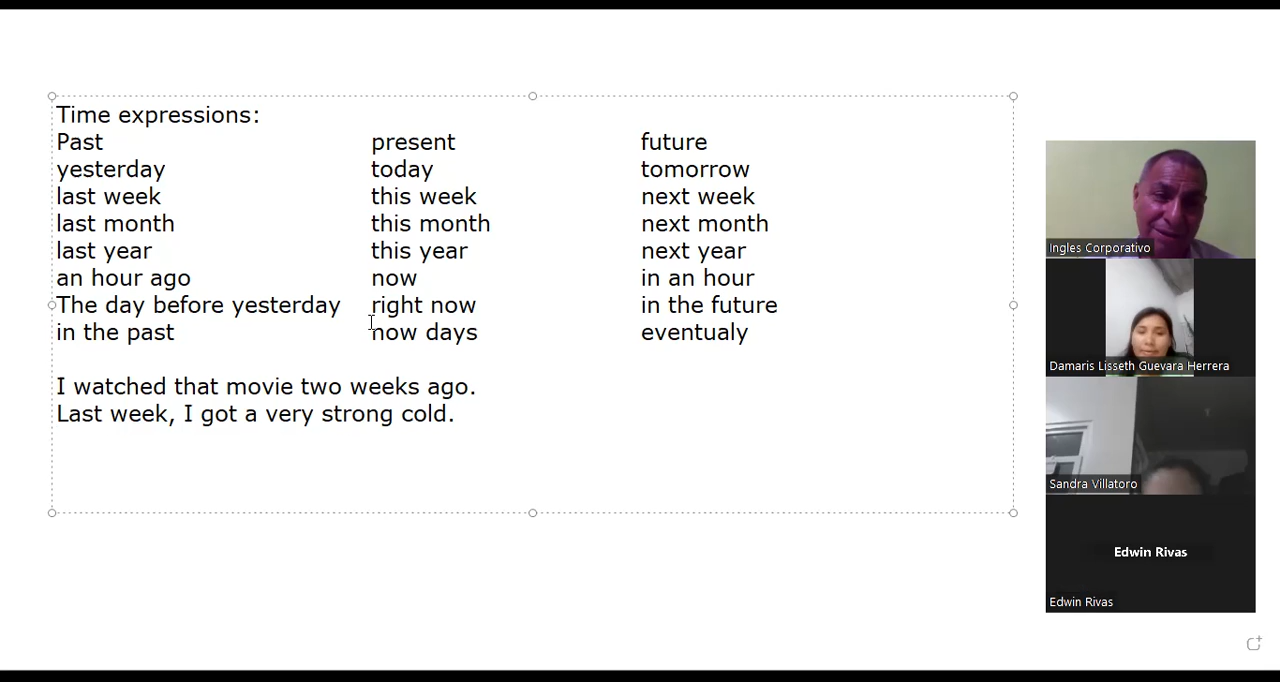 Time expressions:
Past present future
yesterday today tomorrow
last week this week next week
last month this month next month
last year this year next year
an hour ago now in an hour
The day before yesterday right now in the future
in the past now days eventualy
I watched that movie two weeks ago.
Last week, I got a very strong cold.
Ingles Corporativo
Damaris Lisseth Guevara Herrera
Sandra Villatoro
Edwin Rivas
Edwin Rivas